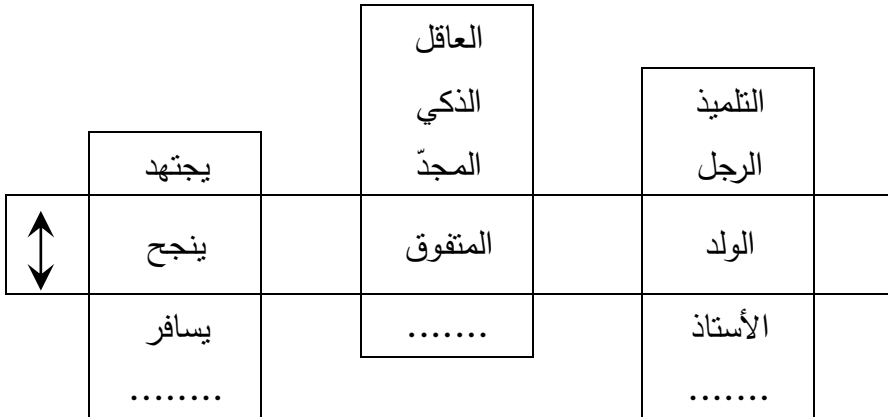 العاقل
الذكي التلميذ
يجتهد المجدّ الرجل
ينجح المتفوق الولد
يسافر ....... الأستاذ
........ .......